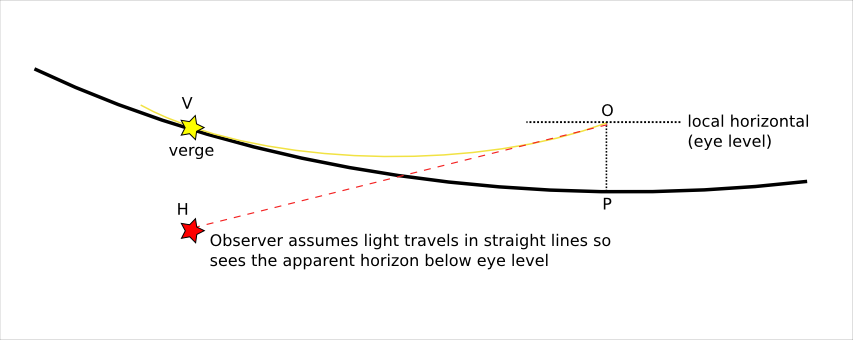 V
O
local horizontal
(eye level)
verge
P
H
Observer assumes light travels in straight lines so
sees the apparent horizon below eye level